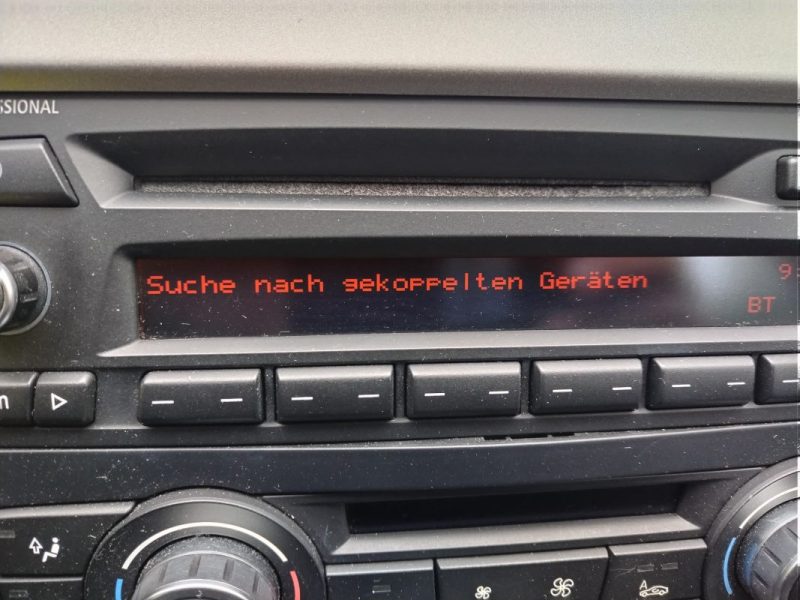 SSIONAL
Suche nach gekoppelten Geräten
9:
BT